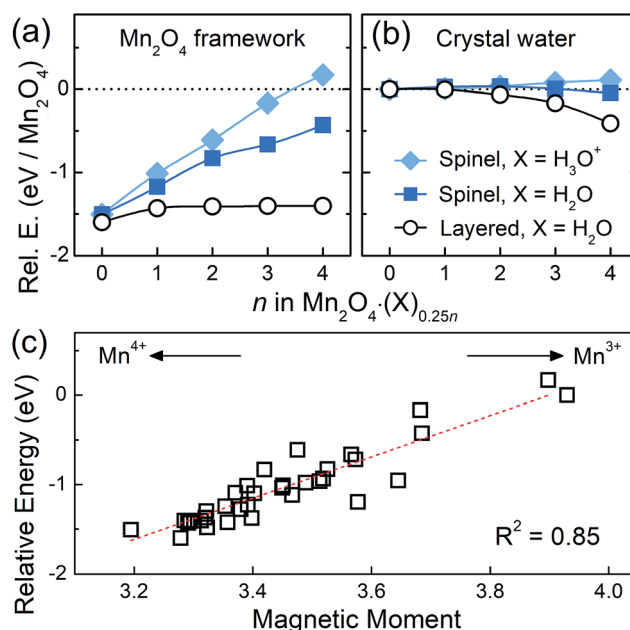 (a) Mn₂O₄ framework
(b) Crystal water
0
-1
-2
Rel. E. (eV / Mn₂O₄)
Spinel, X = H₃O⁺
Spinel, X = H₂O
Layered, X = H₂O
0 1 2 3 4 0 1 2 3 4
n in Mn₂O₄·(X)₀.₂₅ₙ
(c) Mn⁴⁺ Mn³⁺
0
-1
-2
Relative Energy (eV)
R² = 0.85
3.2 3.4 3.6 3.8 4.0
Magnetic Moment